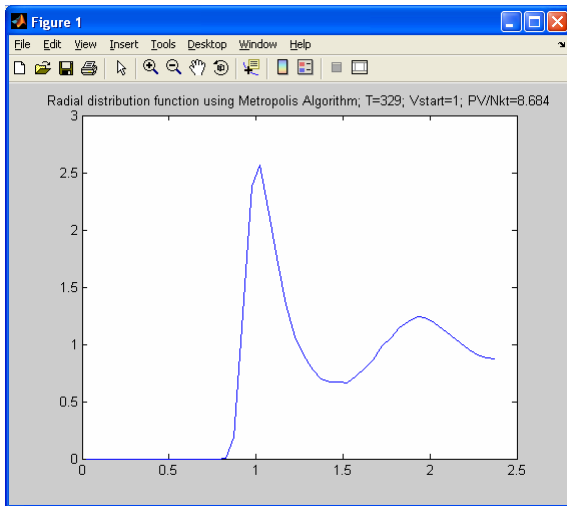 Figure 1
File Edit View Insert Tools Desktop Window Help
Radial distribution function using Metropolis Algorithm; T=329; Vstart=1; PV/Nkt=8.684
3
2.5
2
1.5
1
0.5
0
0 0.5 1 1.5 2 2.5